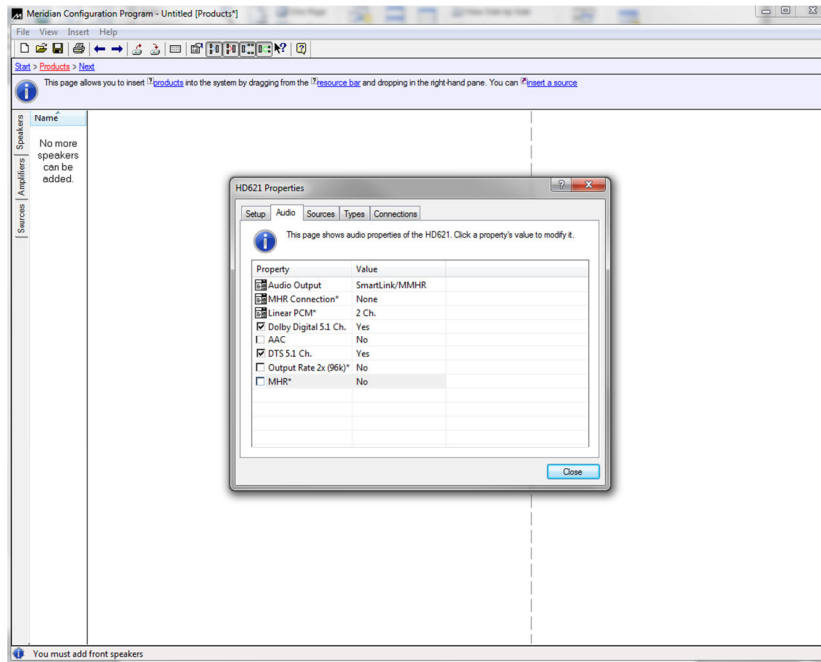 Meridian Configuration Program - Untitled [Products*]
File View Insert Help
Start > Products > Next
This page allows you to insert products into the system by dragging from the resource bar and dropping in the right-hand pane. You can insert a source
Speakers
Amplifiers
Sources
Name
No more
speakers
can be
added.
HD621 Properties
Setup Audio Sources Types Connections
This page shows audio properties of the HD621. Click a property's value to modify it.
Property Value
Audio Output SmartLink/MMHR
MHR Connection* None
Linear PCM* 2 Ch.
Dolby Digital 5.1 Ch. Yes
AAC No
DTS 5.1 Ch. Yes
Output Rate 2x (96k)* No
MHR* No
Close
You must add front speakers